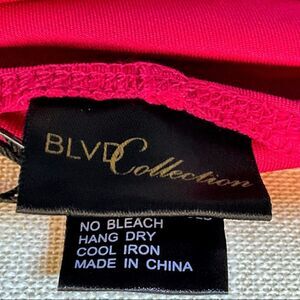 BLVD Collection
NO BLEACH
HANG DRY
COOL IRON
MADE IN CHINA